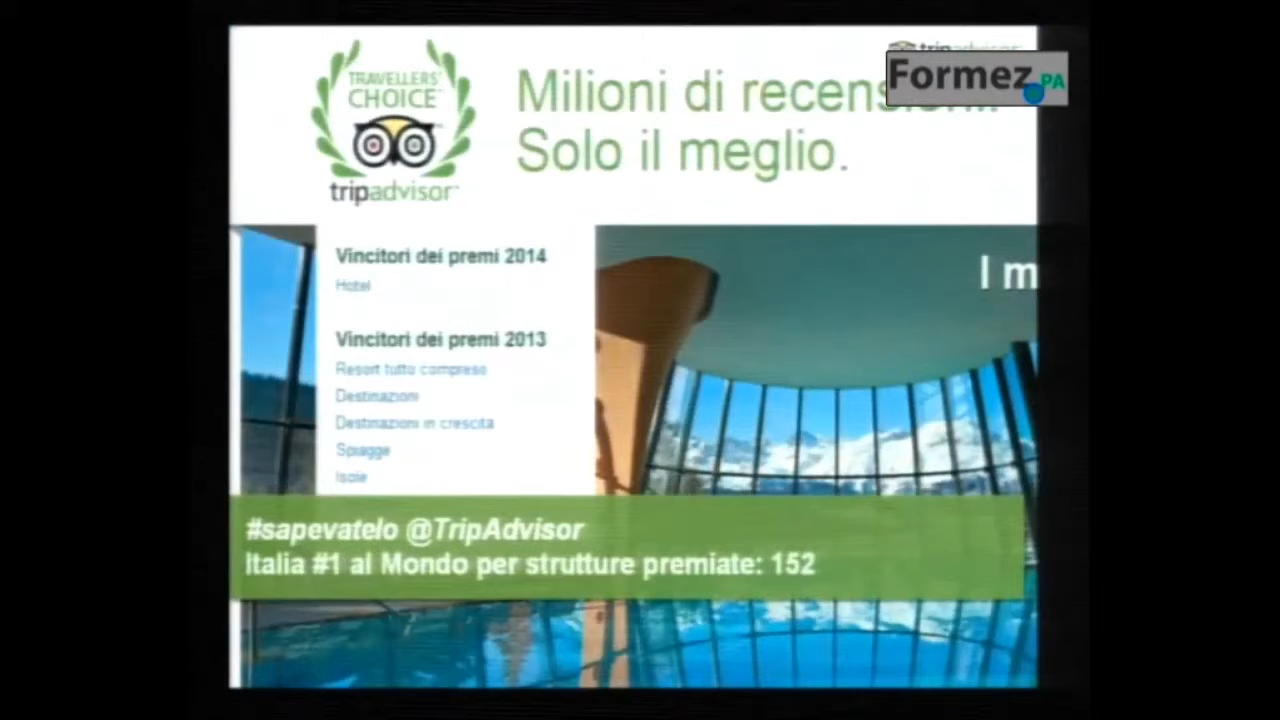 TRAVELLERS'
CHOICE
tripadvisor
Milioni di
Solo il meglio.
tripadvisor
Formez PA
Vincitori dei premi 2014
Hotel
Vincitori dei premi 2013
Resort tutto compreso
Destinazioni
Destinazioni in crescita
Spiagge
Isole
I m
#sapevatelo @TripAdvisor
Italia #1 al Mondo per strutture premiate: 152